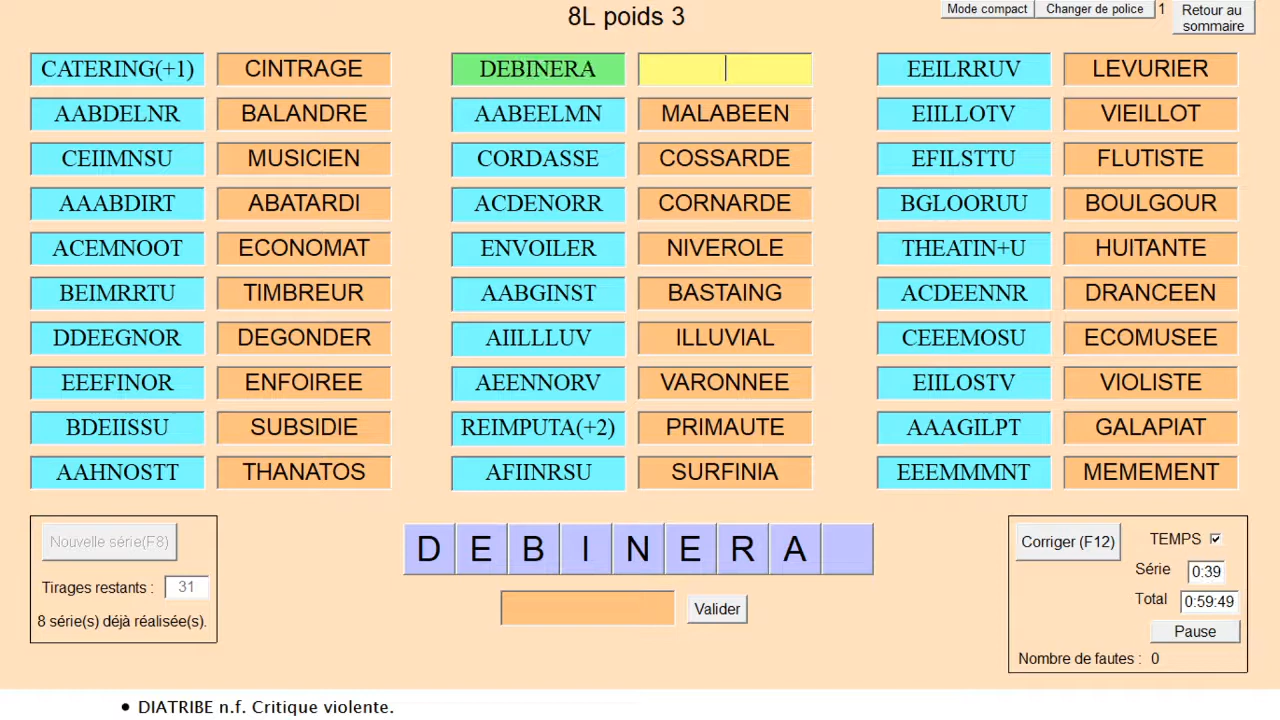 8L poids 3
Mode compact Changer de police 1 Retour au sommaire
CATERING(+1) CINTRAGE DEBINERA EEILRRUV LEVURIER
AABDELNR BALANDRE AABEELMN MALABEEN EIILLOTV VIEILLOT
CEIIMNSU MUSICIEN CORDASSE COSSARDE EFILSTTU FLUTISTE
AAABDIRT ABATARDI ACDENORR CORNARDE BGLOORUU BOULGOUR
ACEMNOOT ECONOMAT ENVOILER NIVEROLE THEATIN+U HUITANTE
BEIMRRTU TIMBREUR AABGINST BASTAING ACDEENNR DRANCEEN
DDEEGNOR DEGONDER AIILLLUV ILLUVIAL CEEEMOSU ECOMUSEE
EEEFINOR ENFOIREE AEENNORV VARONNEE EIILOSTV VIOLISTE
BDEIISSU SUBSIDIE REIMPUTA(+2) PRIMAUTE AAAGILPT GALAPIAT
AAHNOSTT THANATOS AFIINRSU SURFINIA EEEMMMNT MEMEMENT
Nouvelle série(F8)
Tirages restants : 31
8 série(s) déjà réalisée(s).
D E B I N E R A
Valider
Corriger (F12) TEMPS
Série 0:39
Total 0:59:49
Pause
Nombre de fautes : 0
• DIATRIBE n.f. Critique violente.